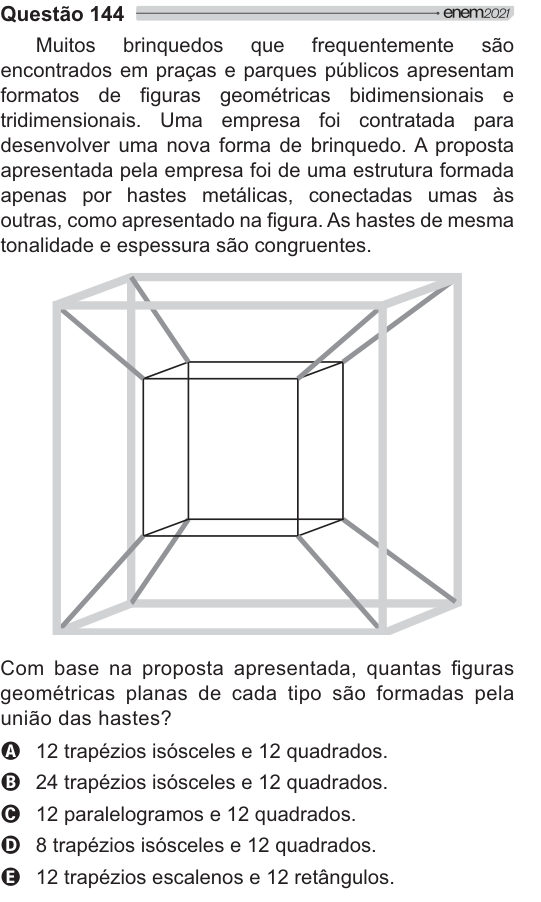 Questão 144 enem2021
Muitos brinquedos que frequentemente são
encontrados em praças e parques públicos apresentam
formatos de figuras geométricas bidimensionais e
tridimensionais. Uma empresa foi contratada para
desenvolver uma nova forma de brinquedo. A proposta
apresentada pela empresa foi de uma estrutura formada
apenas por hastes metálicas, conectadas umas às
outras, como apresentado na figura. As hastes de mesma
tonalidade e espessura são congruentes.
Com base na proposta apresentada, quantas figuras
geométricas planas de cada tipo são formadas pela
união das hastes?
A 12 trapézios isósceles e 12 quadrados.
B 24 trapézios isósceles e 12 quadrados.
C 12 paralelogramos e 12 quadrados.
D 8 trapézios isósceles e 12 quadrados.
E 12 trapézios escalenos e 12 retângulos.